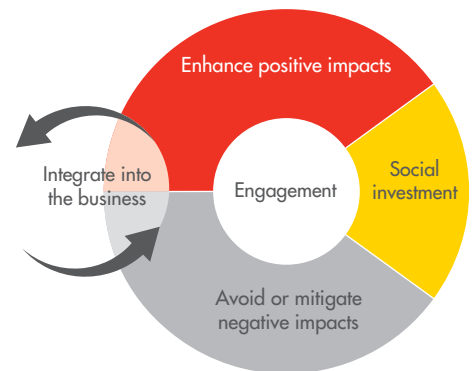 Enhance positive impacts
Integrate into
the business
Engagement
Social
investment
Avoid or mitigate
negative impacts